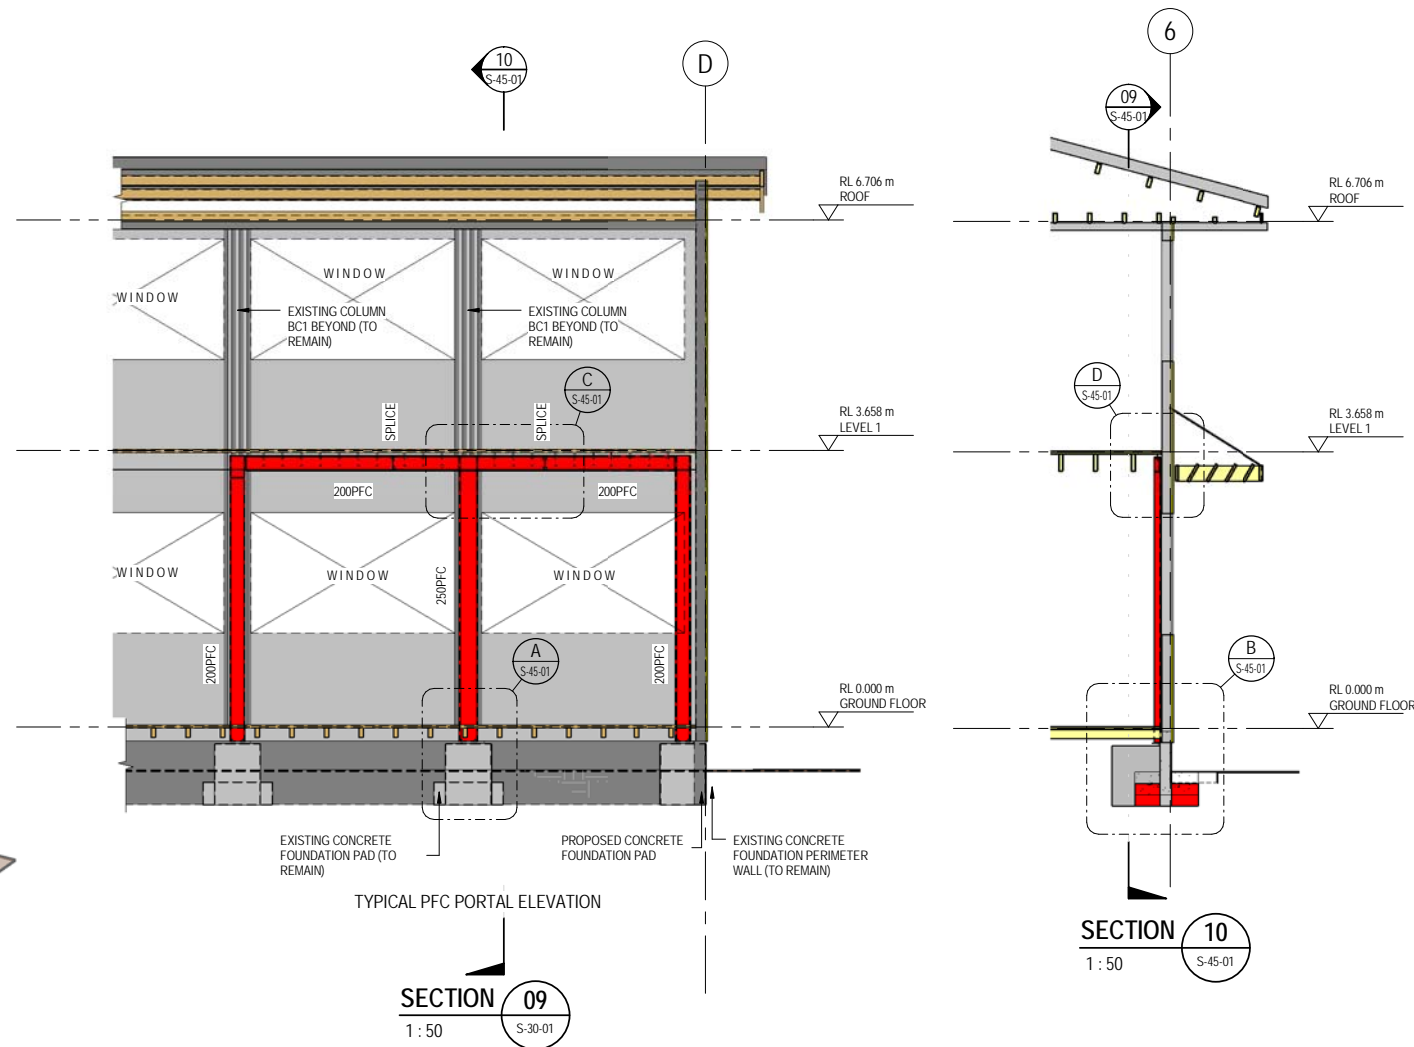 10
S-45-01
D
6
09
S-45-01
RL 6.706 m
ROOF
RL 6.706 m
ROOF
WINDOW
WINDOW
WINDOW
EXISTING COLUMN
BC1 BEYOND (TO
REMAIN)
EXISTING COLUMN
BC1 BEYOND (TO
REMAIN)
C
S-45-01
D
S-45-01
SPLICE
SPLICE
RL 3.658 m
LEVEL 1
RL 3.658 m
LEVEL 1
200PFC
200PFC
WINDOW
WINDOW
WINDOW
250PFC
200PFC
200PFC
A
S-45-01
B
S-45-01
RL 0.000 m
GROUND FLOOR
RL 0.000 m
GROUND FLOOR
EXISTING CONCRETE
FOUNDATION PAD (TO
REMAIN)
PROPOSED CONCRETE
FOUNDATION PAD
EXISTING CONCRETE
FOUNDATION PERIMETER
WALL (TO REMAIN)
TYPICAL PFC PORTAL ELEVATION
SECTION
09
1 : 50
S-30-01
SECTION
10
1 : 50
S-45-01